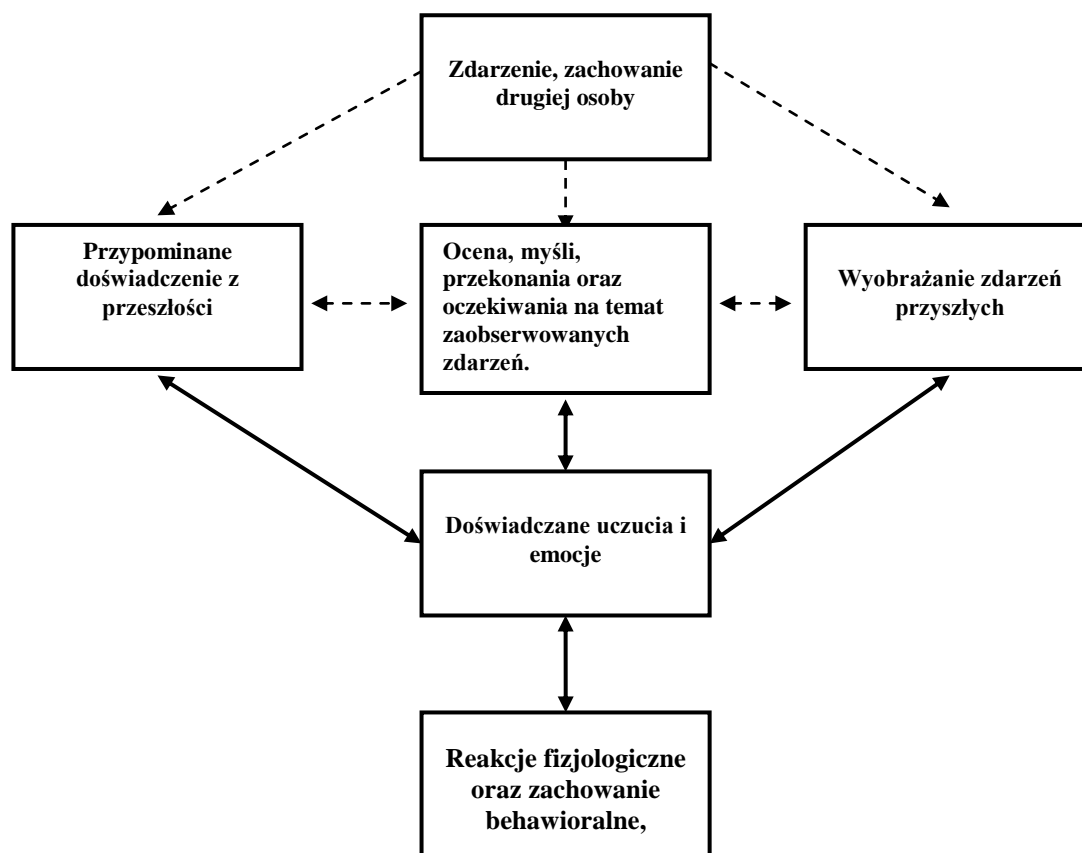 Zdarzenie, zachowanie
drugiej osoby
Przypominane
doświadczenie z
przeszłości
Ocena, myśli,
przekonania oraz
oczekiwania na temat
zaobserwowanych
zdarzeń.
Wyobrażanie zdarzeń
przyszłych
Doświadczane uczucia i
emocje
Reakcje fizjologiczne
oraz zachowanie
behawioralne,